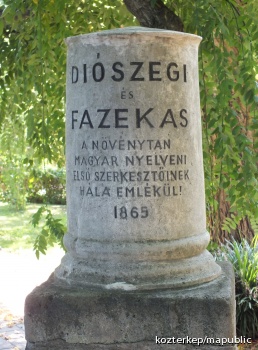 DIÓSZEGI
ÉS
FAZEKAS
A NÖVÉNYTAN
MAGYAR NYELVENI
ELSŐ SZERKESZTŐINEK
HÁLA EMLÉKÜL!
1865
kozterkep/mapublic